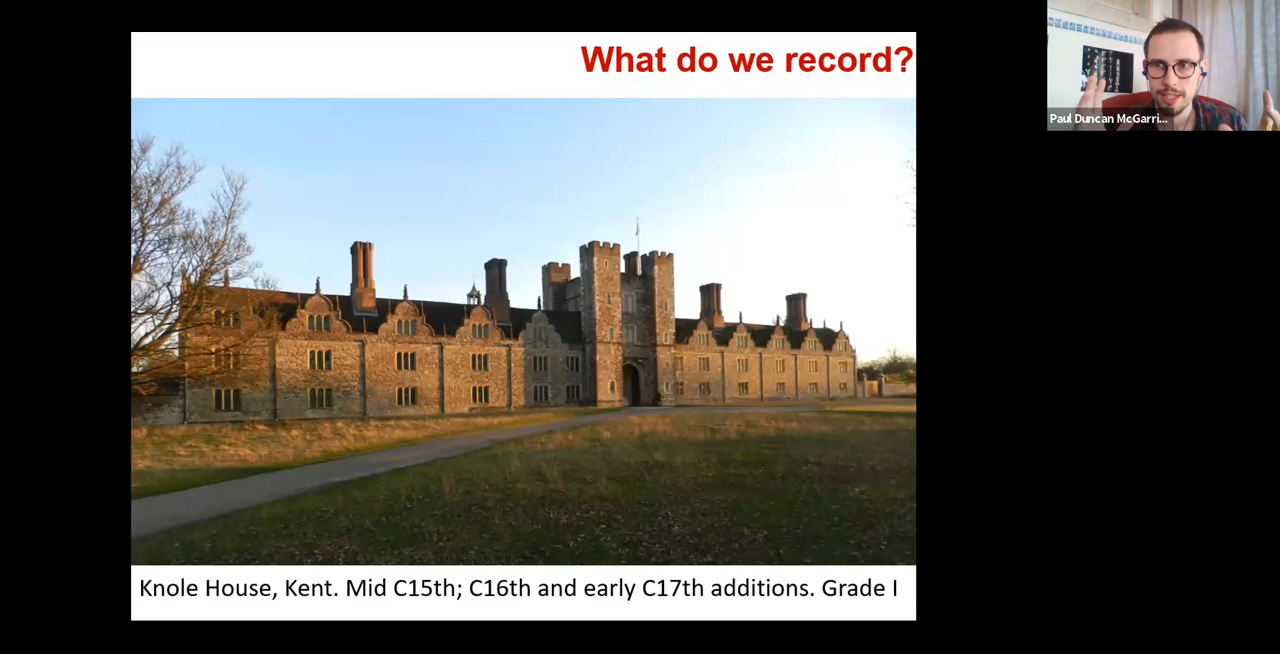 What do we record?
Paul Duncan McGarri...
Knole House, Kent. Mid C15th; C16th and early C17th additions. Grade I